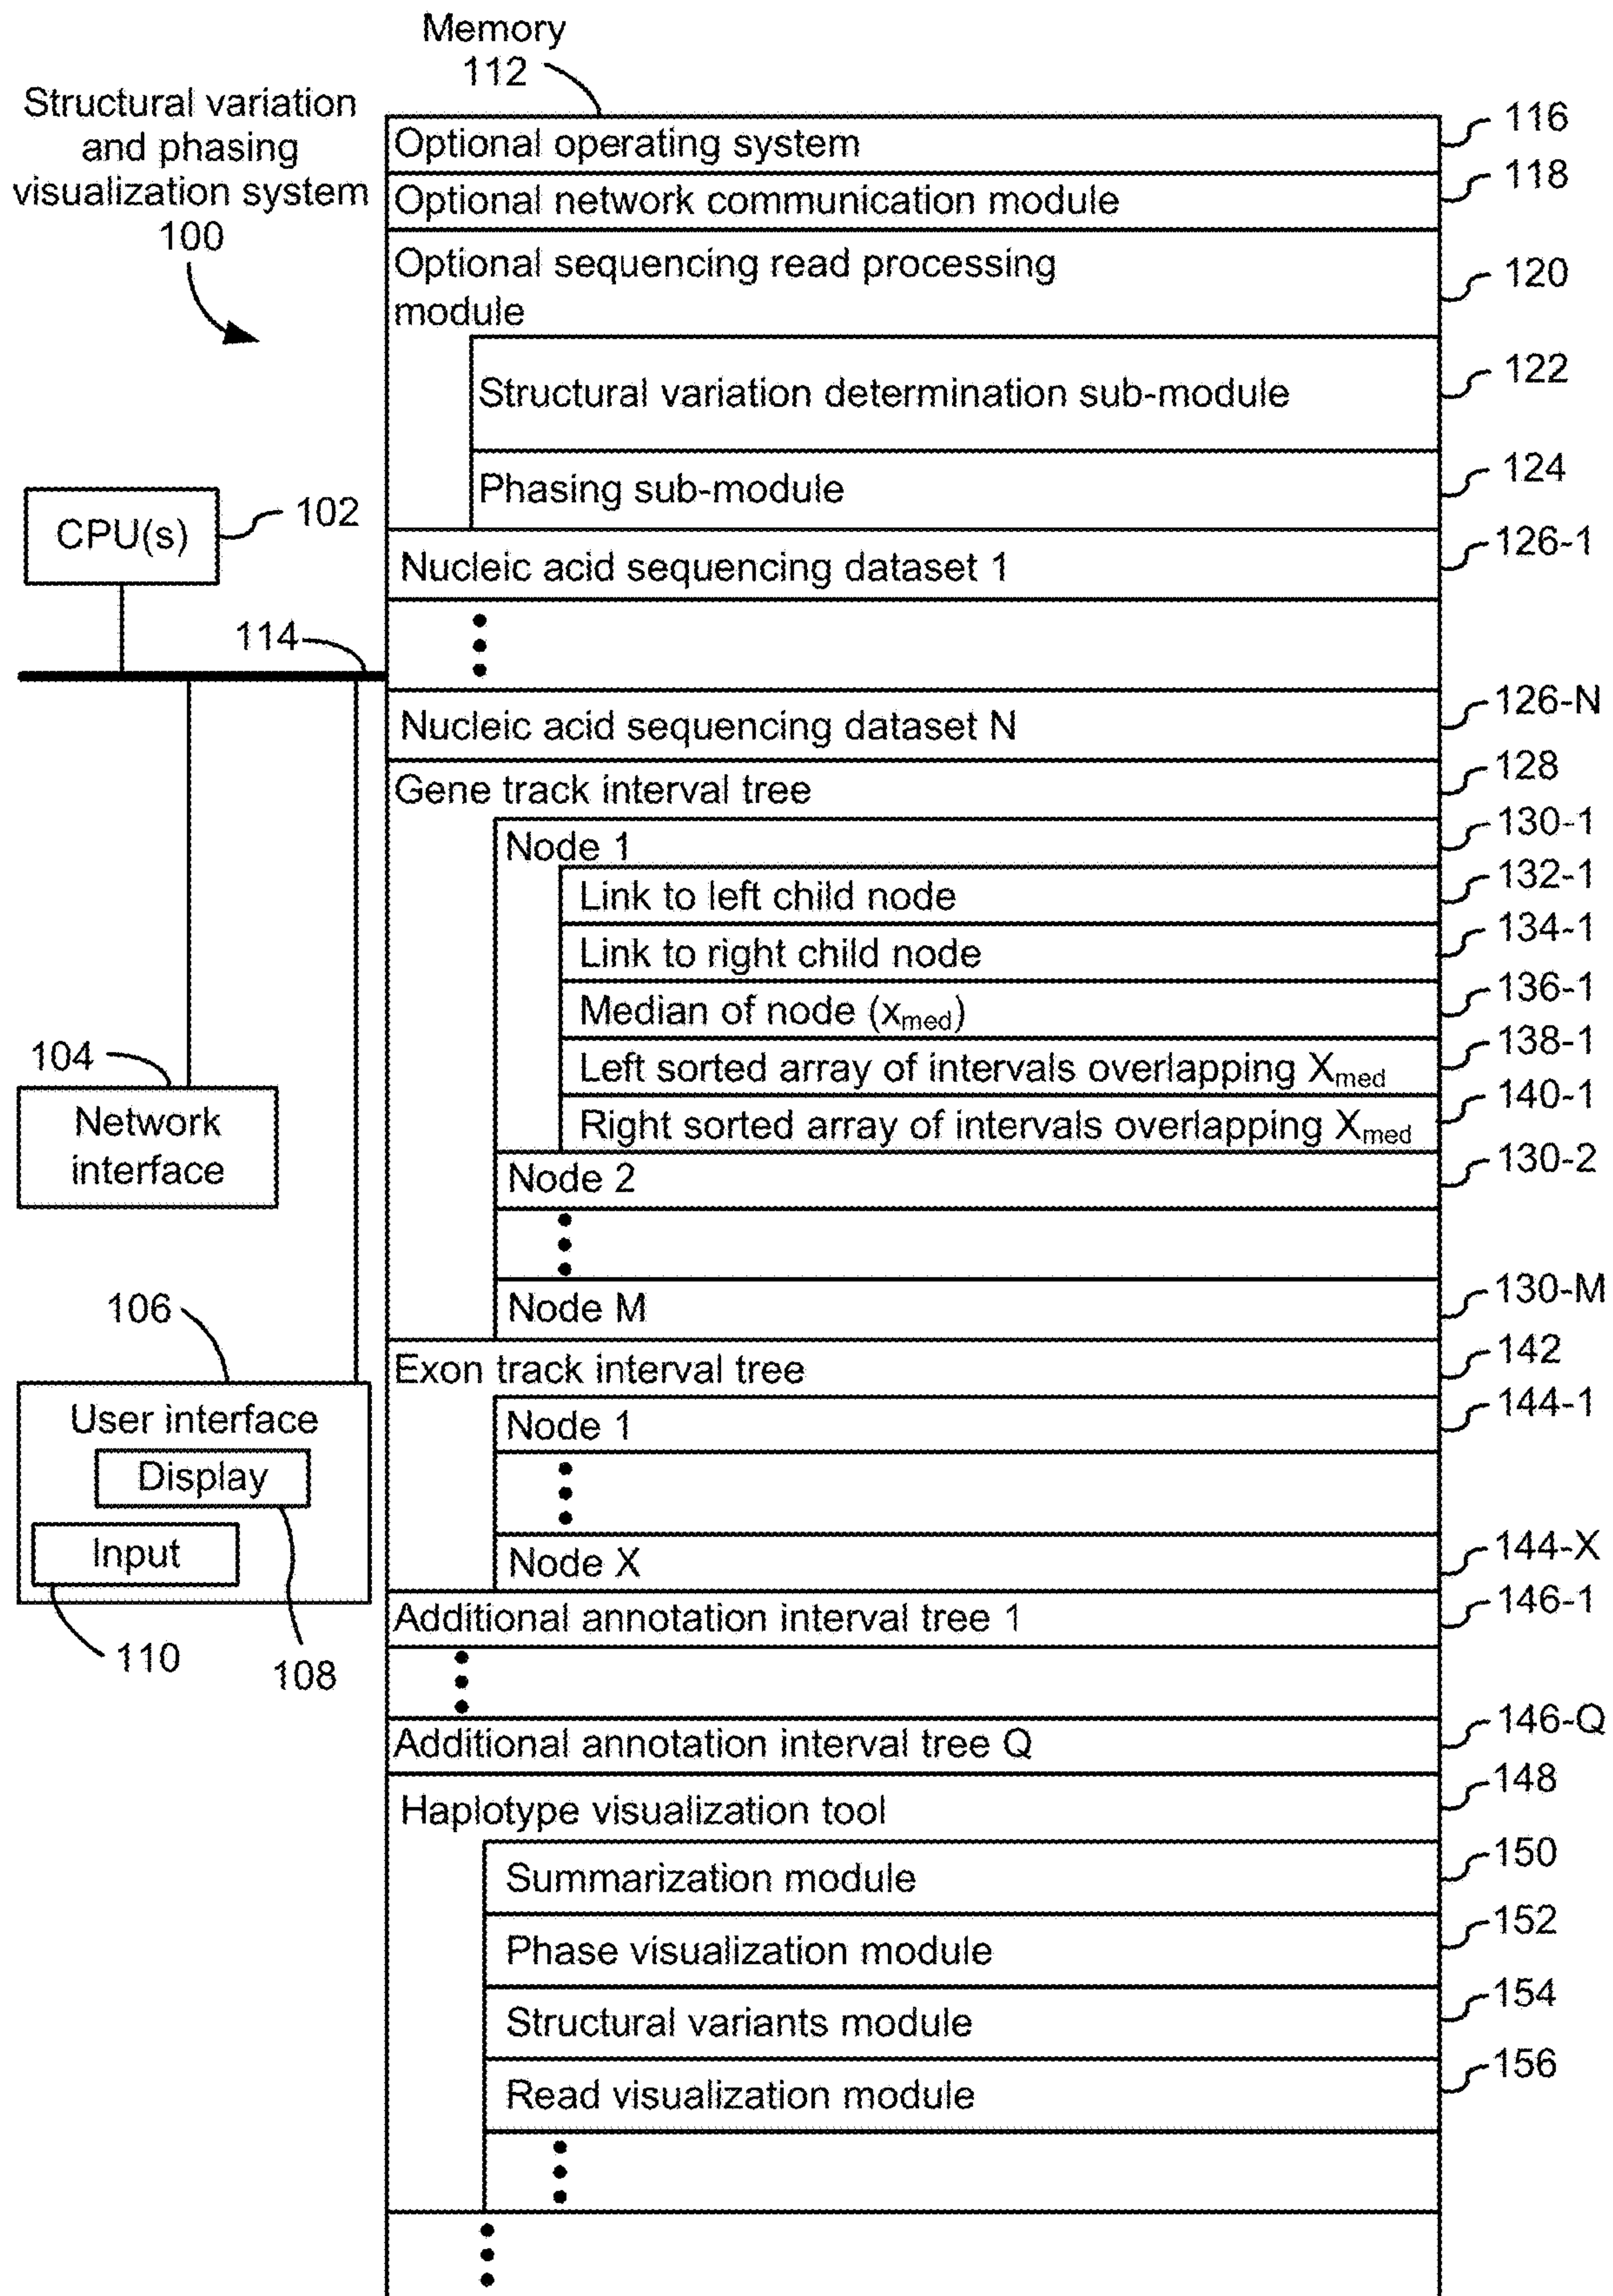 Memory
112
Structural variation
and phasing
visualization system
100
Optional operating system
116
Optional network communication module
118
Optional sequencing read processing
module
120
Structural variation determination sub-module
122
Phasing sub-module
124
CPU(s)
102
Nucleic acid sequencing dataset 1
126-1
114
Nucleic acid sequencing dataset N
126-N
Gene track interval tree
128
Node 1
130-1
Link to left child node
132-1
Link to right child node
134-1
Median of node (xmed)
136-1
Left sorted array of intervals overlapping Xmed
138-1
Right sorted array of intervals overlapping Xmed
140-1
104
Network
interface
Node 2
130-2
Node M
130-M
106
Exon track interval tree
142
User interface
Display
Input
110
108
Node 1
144-1
Node X
144-X
Additional annotation interval tree 1
146-1
Additional annotation interval tree Q
146-Q
Haplotype visualization tool
148
Summarization module
150
Phase visualization module
152
Structural variants module
154
Read visualization module
156